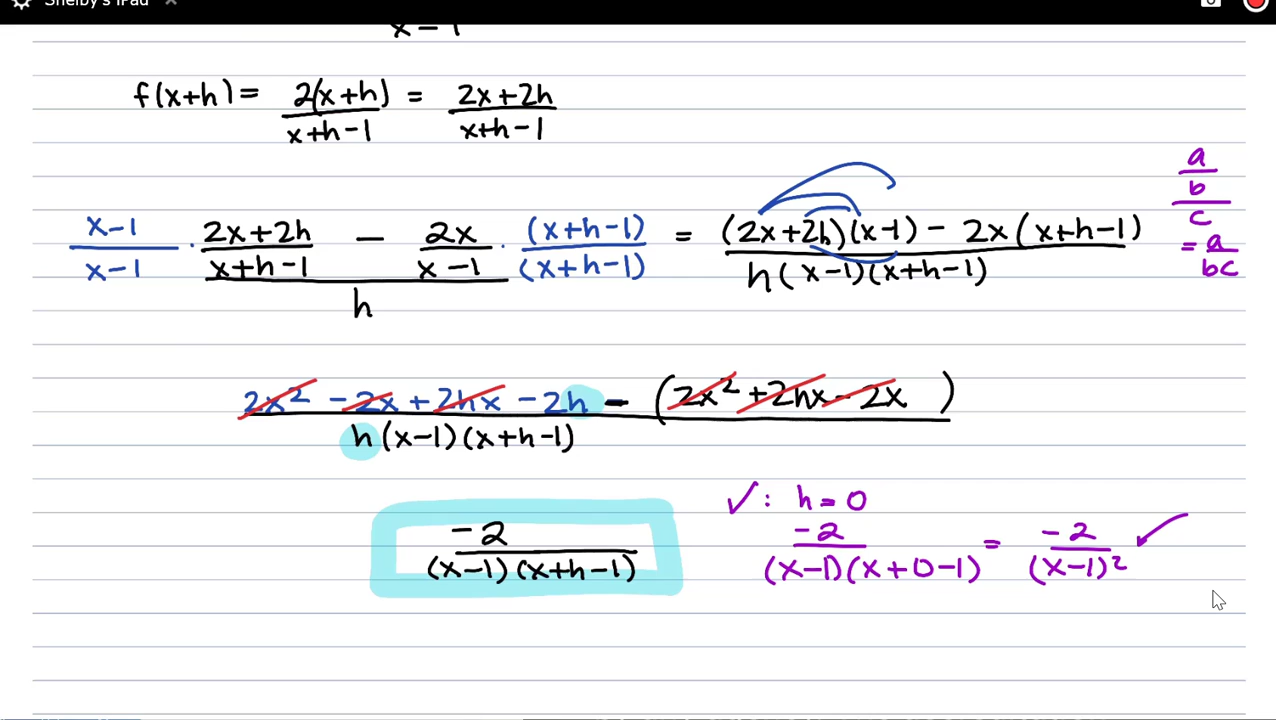 Shelby's iPad
x-1
f(x+h) = 2(x+h)/x+h-1 = 2x+2h/x+h-1
x-1/x-1 · 2x+2h/x+h-1 - 2x/x-1 · (x+h-1)/(x+h-1) = (2x+2h)(x-1) - 2x(x+h-1)/h(x-1)(x+h-1)
h
a/b/c = a/bc
2x² - 2x + 2hx - 2h - (2x² + 2hx - 2x )
h(x-1)(x+h-1)
-2/(x-1)(x+h-1)
✓: h = 0
-2/(x-1)(x+0-1) = -2/(x-1)² ✓